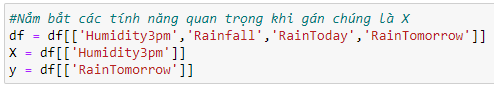 #Nắm bắt các tính năng quan trọng khi gán chúng là X
df = df[['Humidity3pm','Rainfall','RainToday','RainTomorrow']]
X = df[['Humidity3pm']]
y = df[['RainTomorrow']]